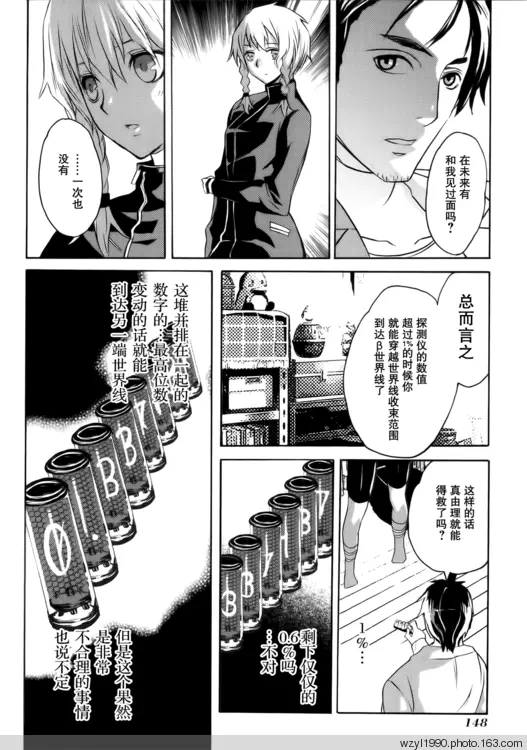 在未来有
和我见过面吗？
……一次也
没有
总而言之
探测仪的数值
超过1%的时候你
就能穿越世界线收束范围
到达β世界线了
这堆并排在一起的
数字的…最高位数
变动的话就能
到达另一端世界线
这样的话
真由理就能
得救了吗？
1%…
剩下仅仅的
0.6%吗
…不对
但是这个果然
是非常
不合理的事情
也说不定
148
wzyl1990.photo.163.com